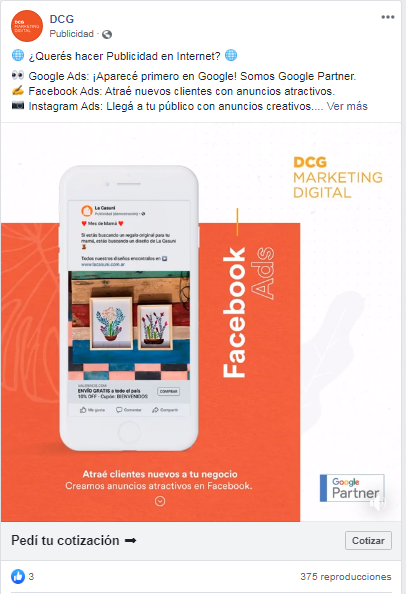 DCG
MARKETING
DIGITAL
DCG
Publicidad ·
¿Querés hacer Publicidad en Internet?
Google Ads: ¡Aparecé primero en Google! Somos Google Partner.
Facebook Ads: Atraé nuevos clientes con anuncios atractivos.
Instagram Ads: Llegá a tu público con anuncios creativos.... Ver más
DCG
MARKETING
DIGITAL
La Casuni
Publicidad (demostración) ·
Mes de Mamá
Si estás buscando un regalo original para tu
mamá, estás buscando un diseño de La Casuni
Todos nuestros diseños encontralos en
www.lacasuni.com.ar
ENVÍO GRATIS a todo el país
10% OFF - Cupón: BIENVENIDOS
COMPRAR
Me gusta
Comentar
Compartir
Facebook
Ads
Atraé clientes nuevos a tu negocio
Creamos anuncios atractivos en Facebook.
Google
Partner
Pedí tu cotización
Cotizar
3
375 reproducciones